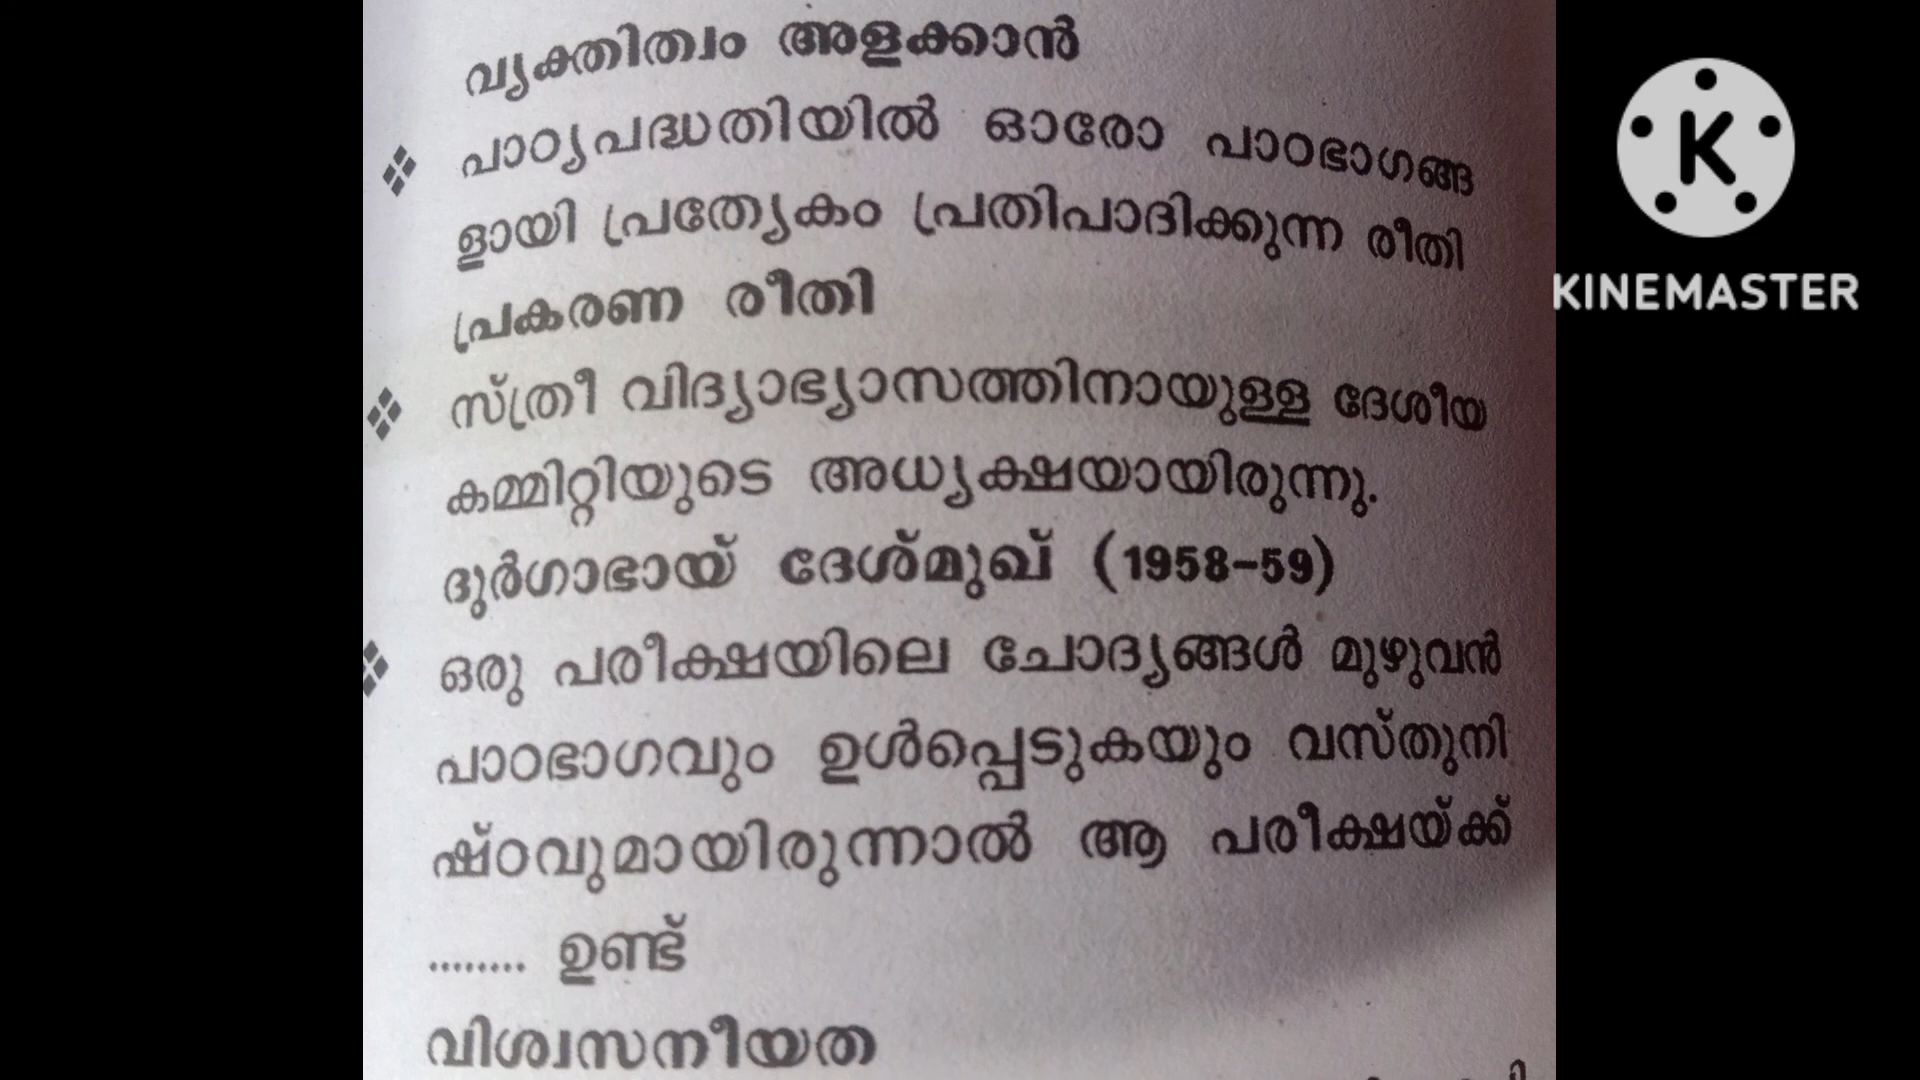 വ്യക്തിത്വം അളക്കാൻ
❖ പാഠ്യപദ്ധതിയിൽ ഓരോ പാഠഭാഗങ്ങ
ളായി പ്രത്യേകം പ്രതിപാദിക്കുന്ന രീതി
പ്രകരണ രീതി
❖ സ്ത്രീ വിദ്യാഭ്യാസത്തിനായുള്ള ദേശീയ
കമ്മിറ്റിയുടെ അധ്യക്ഷയായിരുന്നു.
ദുർഗാഭായ് ദേശ്മുഖ് (1958-59)
❖ ഒരു പരീക്ഷയിലെ ചോദ്യങ്ങൾ മുഴുവൻ
പാഠഭാഗവും ഉൾപ്പെടുകയും വസ്തുനി
ഷ്ഠവുമായിരുന്നാൽ ആ പരീക്ഷയ്ക്ക്
........ ഉണ്ട്
വിശ്വസനീയത
K
KINEMASTER